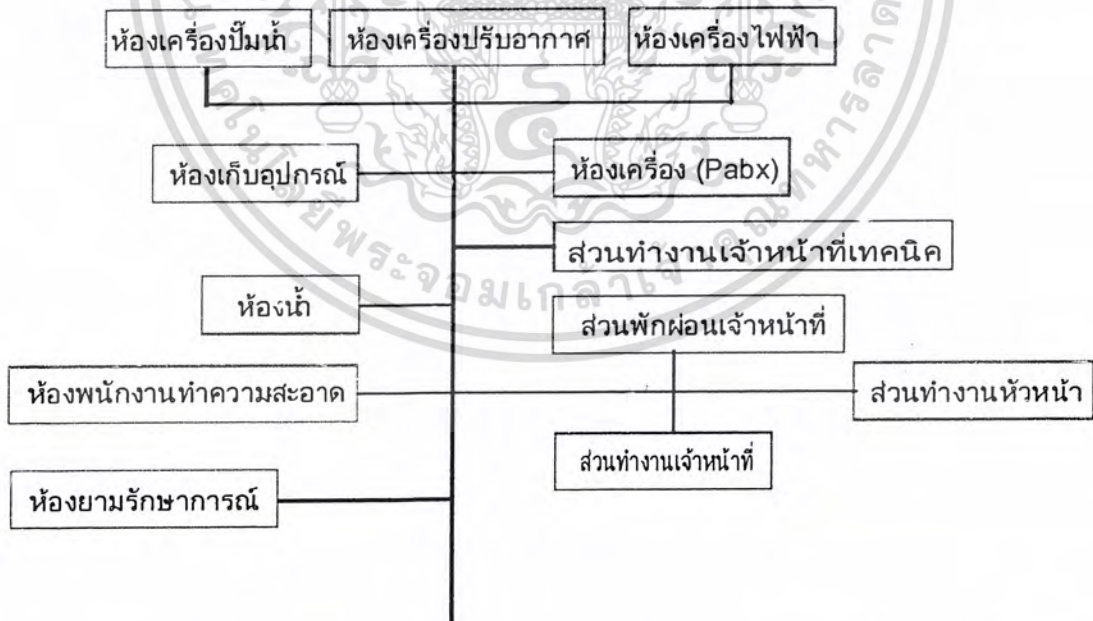 ห้องเครื่องปั๊มน้ำ
ห้องเครื่องปรับอากาศ
ห้องเครื่องไฟฟ้า
ห้องเก็บอุปกรณ์
ห้องเครื่อง (Pabx)
ส่วนทำงานเจ้าหน้าที่เทคนิค
ห้องน้ำ
ส่วนพักผ่อนเจ้าหน้าที่
ห้องพนักงานทำความสะอาด
ส่วนทำงานหัวหน้า
ส่วนทำงานเจ้าหน้าที่
ห้องยามรักษาการณ์